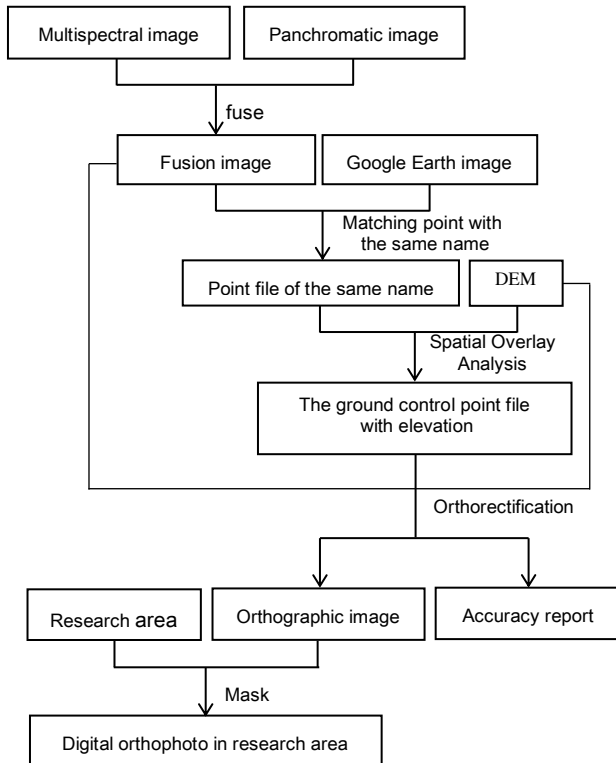 Multispectral image
Panchromatic image
fuse
Fusion image
Google Earth image
Matching point with
the same name
Point file of the same name
DEM
Spatial Overlay
Analysis
The ground control point file
with elevation
Orthorectification
Research area
Orthographic image
Accuracy report
Mask
Digital orthophoto in research area